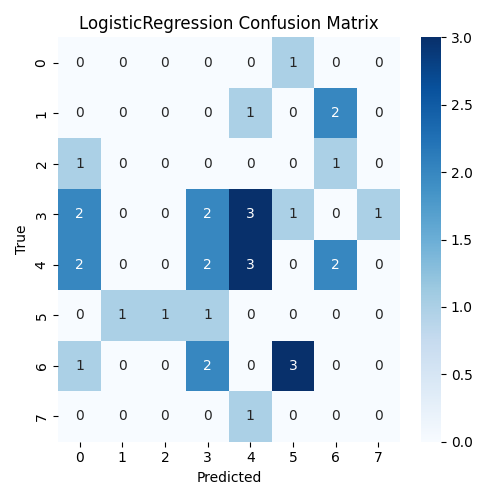 LogisticRegression Confusion Matrix
0 0 0 0 0 0 1 0 0
1 0 0 0 0 1 0 2 0
2 1 0 0 0 0 0 1 0
3 2 0 0 2 3 1 0 1
4 2 0 0 2 3 0 2 0
5 0 1 1 1 0 0 0 0
6 1 0 0 2 0 3 0 0
7 0 0 0 0 1 0 0 0
0 1 2 3 4 5 6 7
True
Predicted
3.0
2.5
2.0
1.5
1.0
0.5
0.0